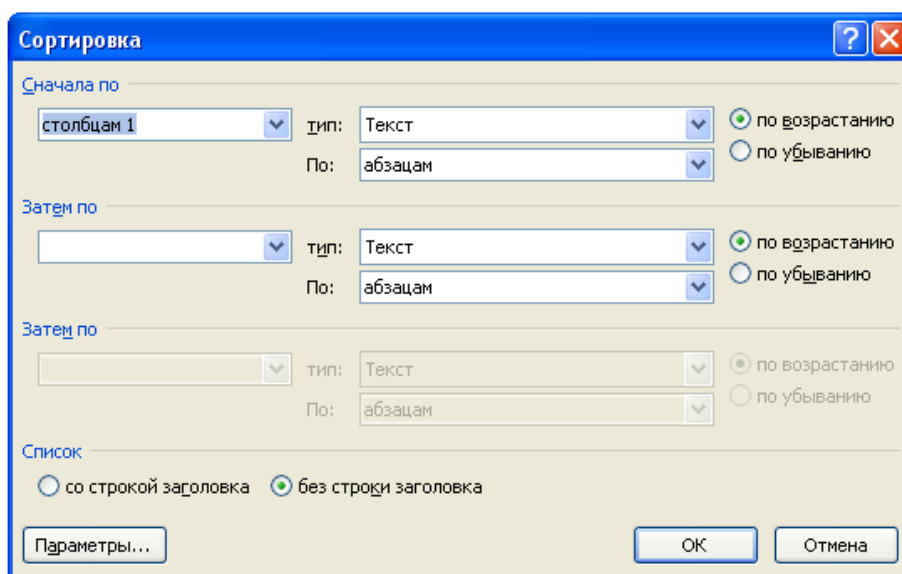 Сортировка
Сначала по
столбцам 1 тип: Текст по возрастанию
По: абзацам по убыванию
Затем по
тип: Текст по возрастанию
По: абзацам по убыванию
Затем по
тип: Текст по возрастанию
По: абзацам по убыванию
Список
со строкой заголовка без строки заголовка
Параметры... ОК Отмена